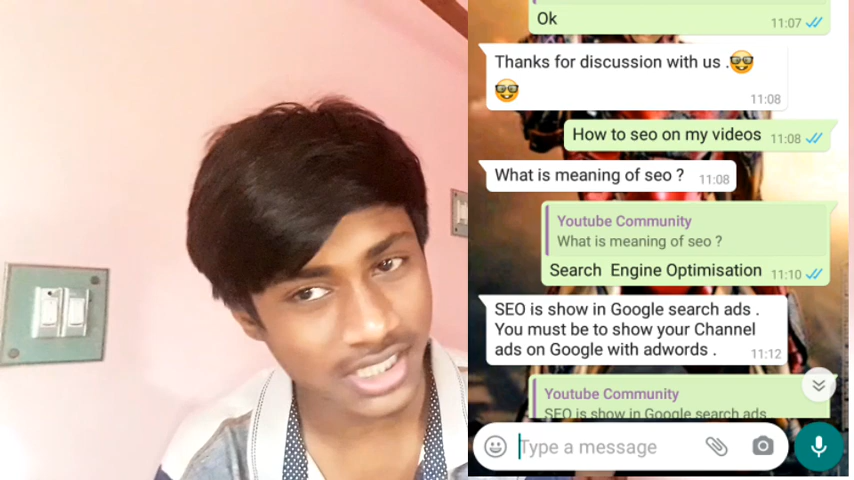 Ok
11:07
Thanks for discussion with us .🤓
🤓
11:08
How to seo on my videos 11:08
What is meaning of seo ? 11:08
Youtube Community
What is meaning of seo ?
Search Engine Optimisation 11:10
SEO is show in Google search ads .
You must be to show your Channel
ads on Google with adwords . 11:12
Youtube Community
SEO is show in Google search ads
Type a message